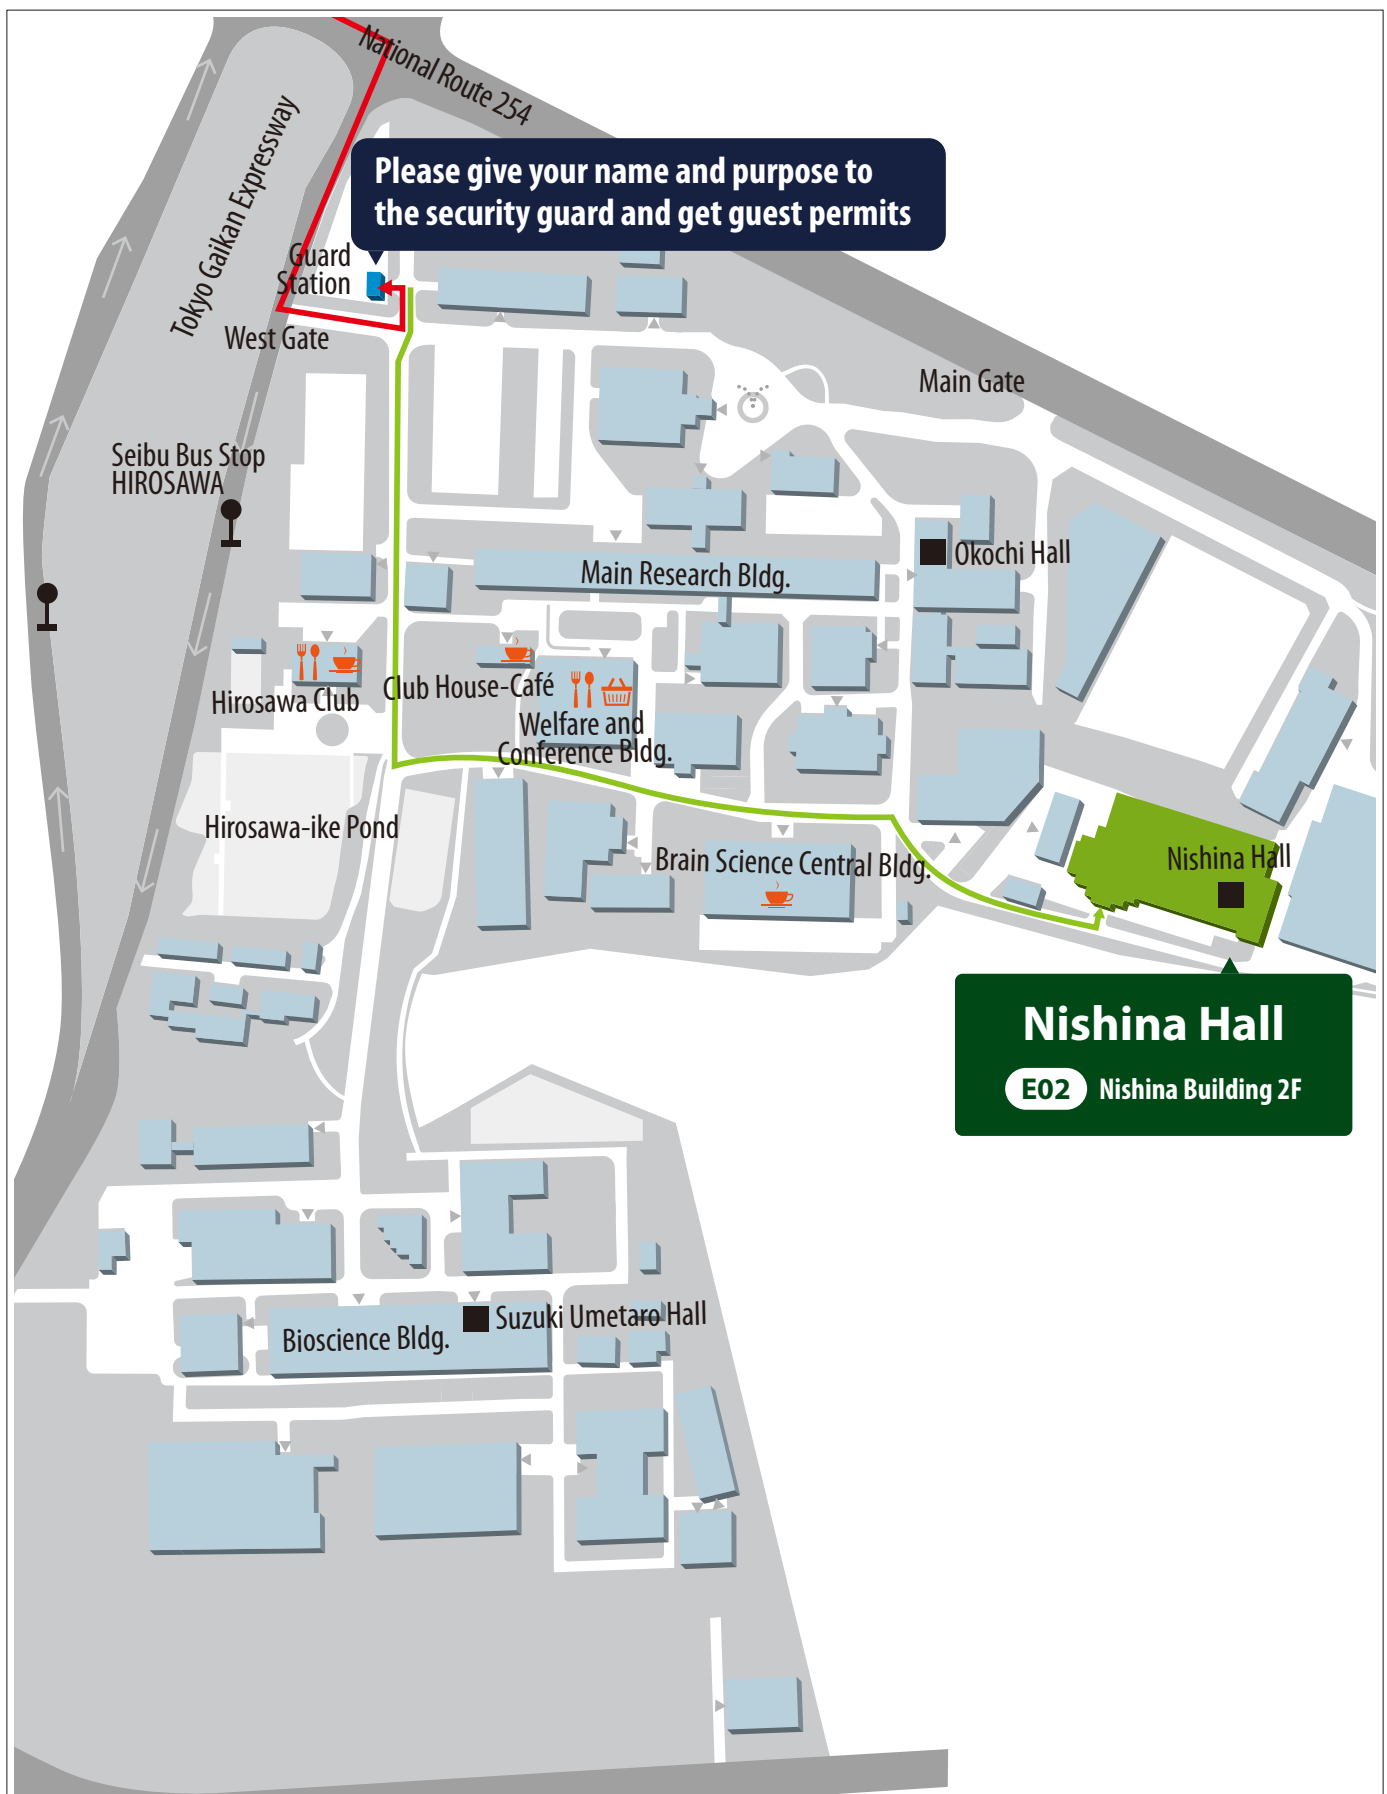 National Route 254
Tokyo Gaikan Expressway
Please give your name and purpose to
the security guard and get guest permits
Guard
Station
West Gate
Main Gate
Seibu Bus Stop
HIROSAWA
Okochi Hall
Main Research Bldg.
Hirosawa Club
Club House-Café
Welfare and
Conference Bldg.
Hirosawa-ike Pond
Brain Science Central Bldg.
Nishina Hall
Nishina Hall
E02 Nishina Building 2F
Suzuki Umetaro Hall
Bioscience Bldg.